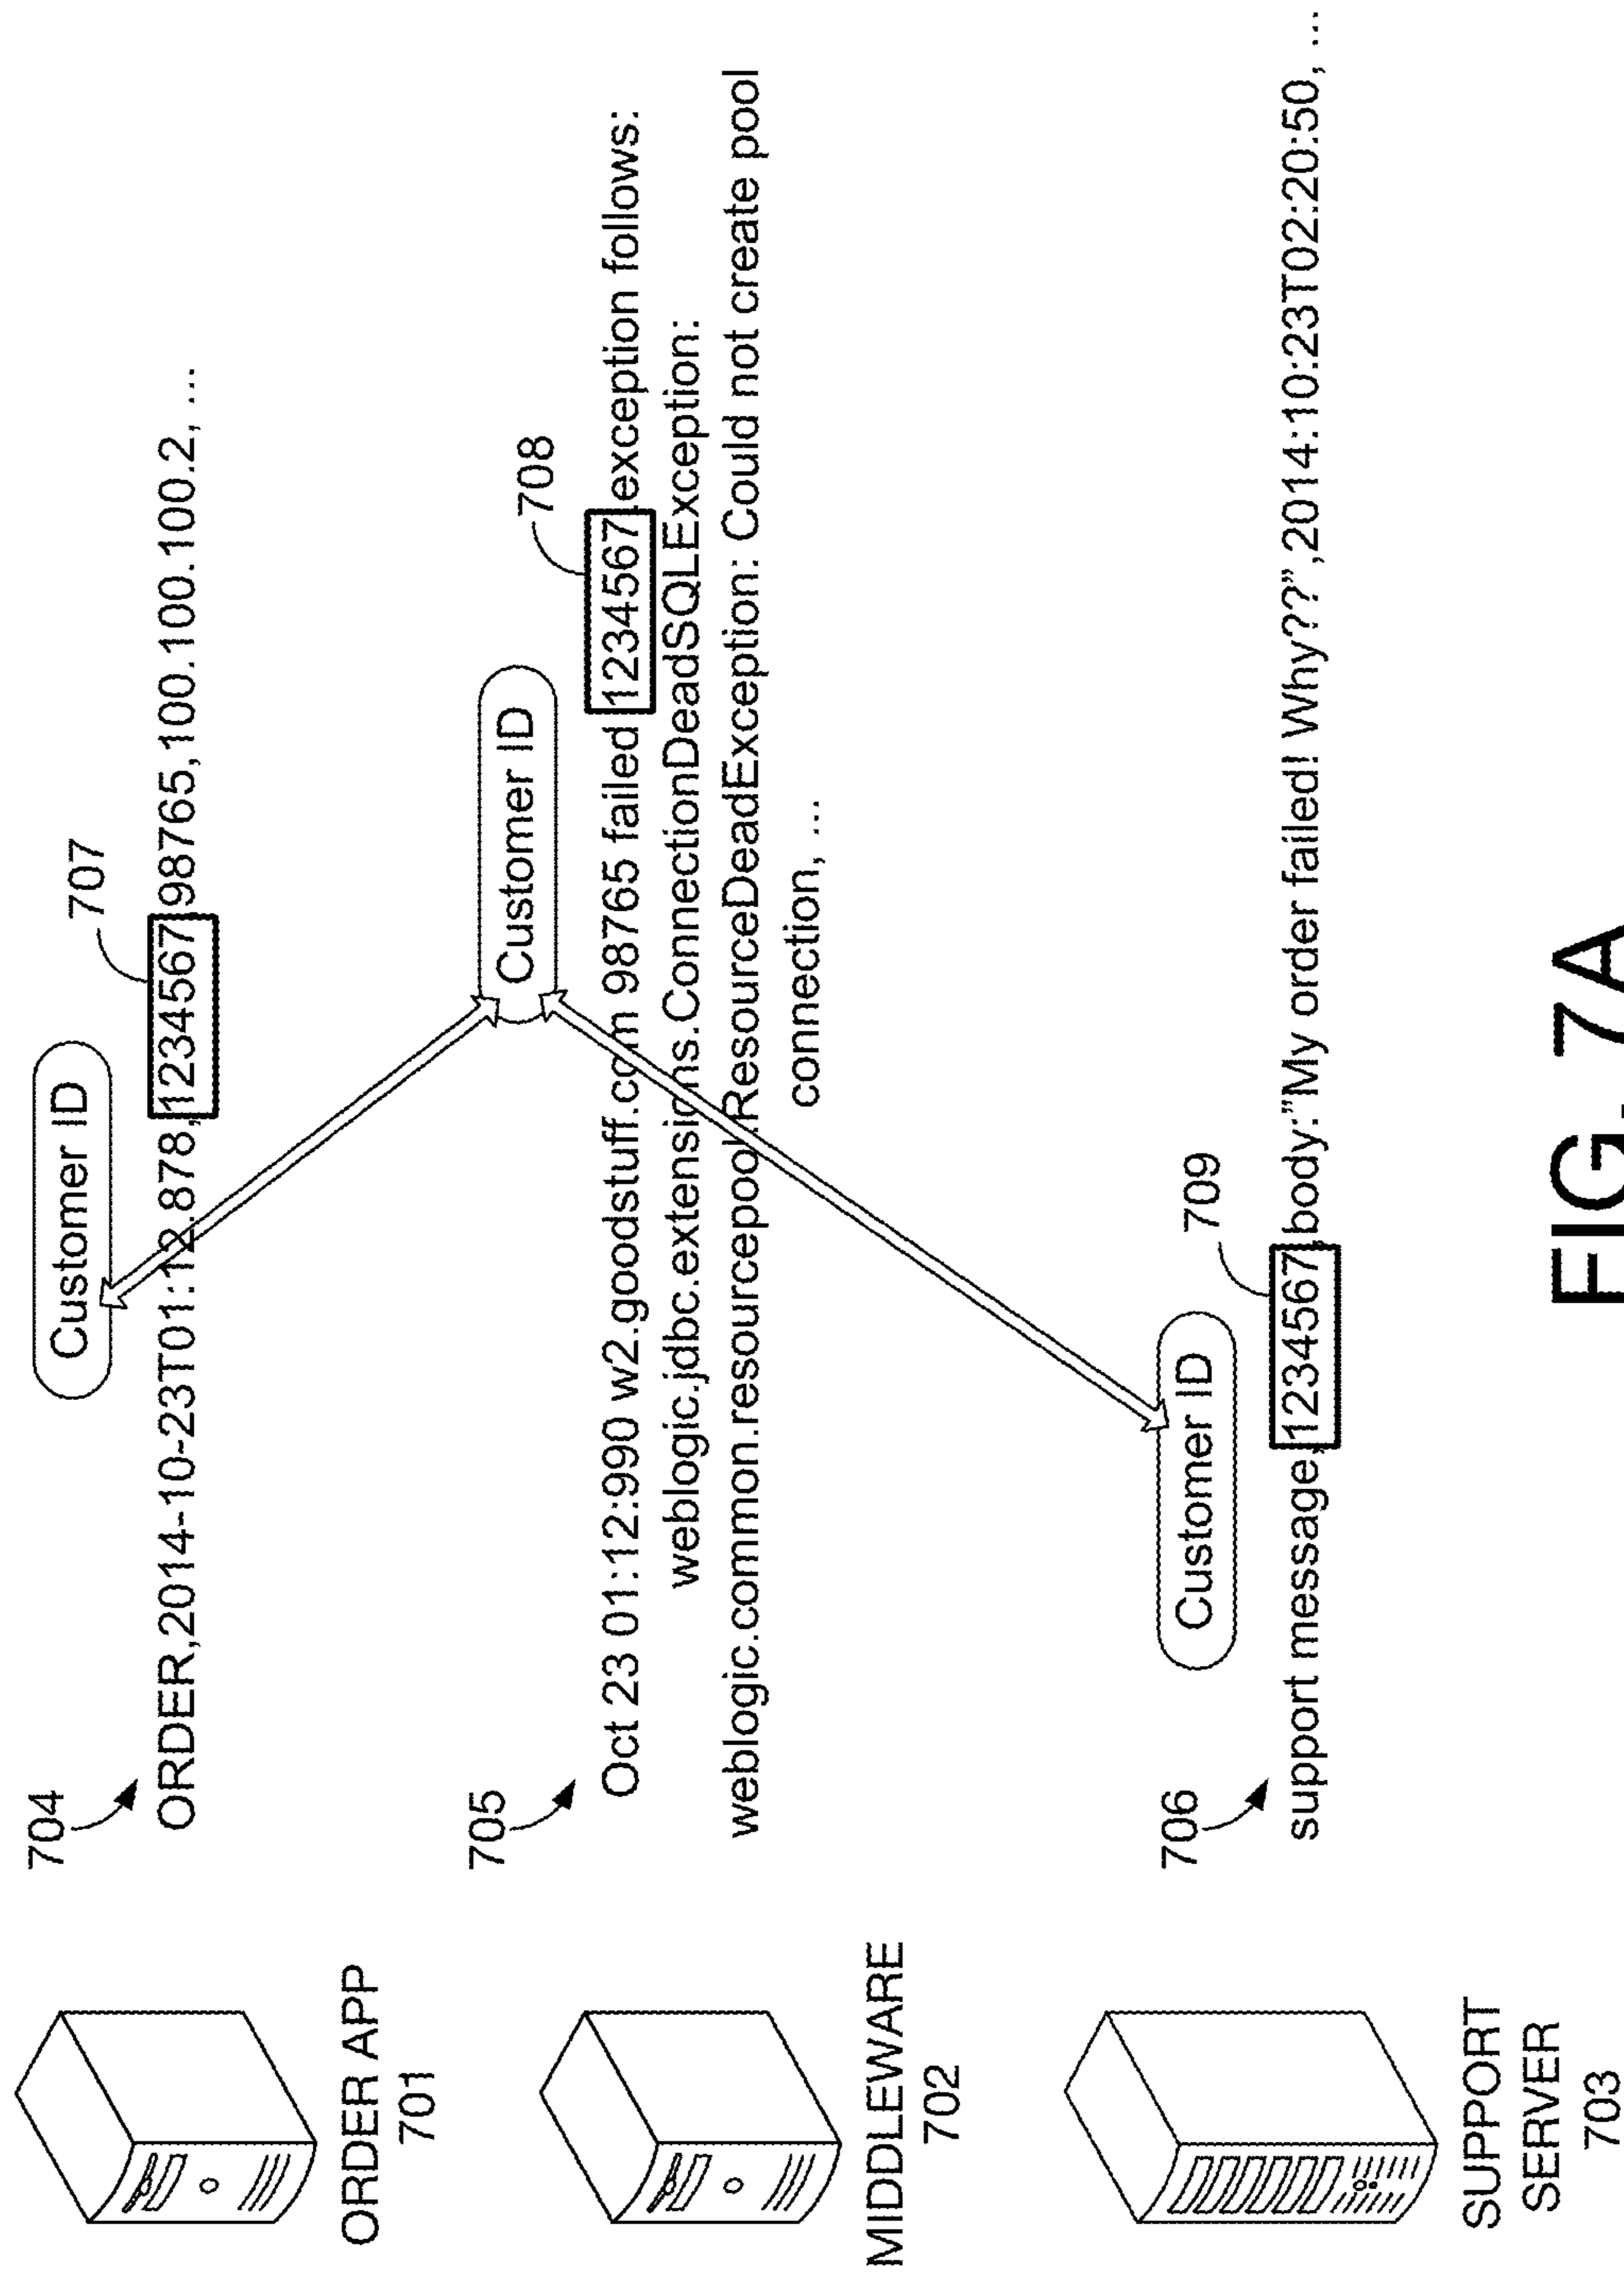 704
Customer ID
707
ORDER,2014-10-23T01:12.878,1234567,98765,100.100.100.2, ...
ORDER APP
701
705
Customer ID
708
Oct 23 01:12:990 w2.goodstuff.com 98765 failed 1234567,exception follows:
weblogic.jdbc.extensions.ConnectionDeadSQLException:
weblogic.common.resourcepool.ResourceDeadException: Could not create pool
connection, ...
MIDDLEWARE
702
706
Customer ID
709
support message,1234567,body:”My order failed! Why???”,2014:10:23T02:20:50, ...
SUPPORT
SERVER
703
FIG. 7A